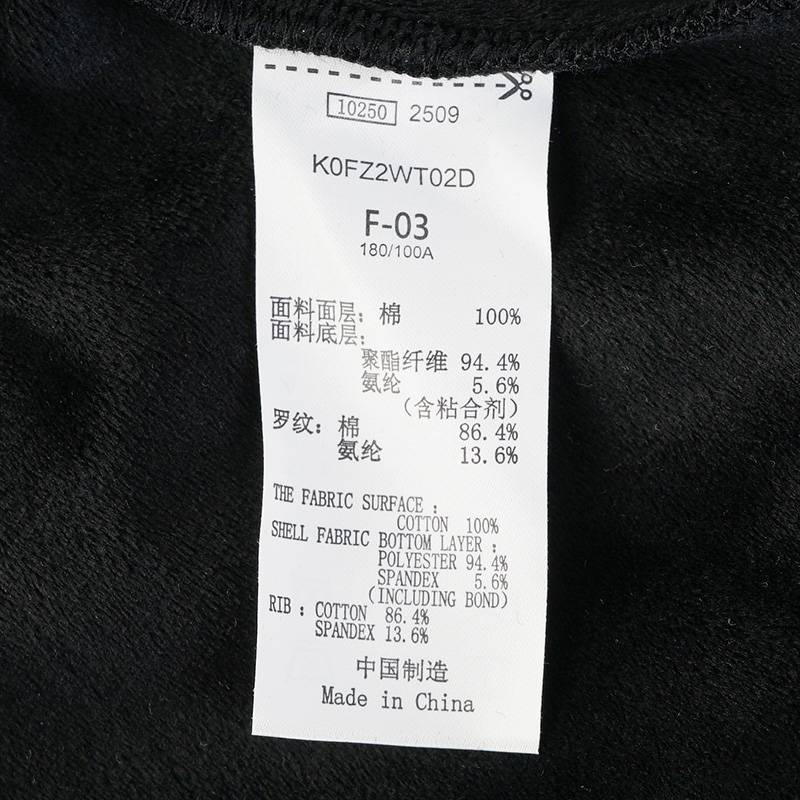 10250 2509
K0FZ2WT02D
F-03
180/100A
面料面层：棉 100%
面料底层：
聚酯纤维 94.4%
氨纶 5.6%
（含粘合剂）
罗纹：棉 86.4%
氨纶 13.6%
THE FABRIC SURFACE :
COTTON 100%
SHELL FABRIC BOTTOM LAYER :
POLYESTER 94.4%
SPANDEX 5.6%
(INCLUDING BOND)
RIB : COTTON 86.4%
SPANDEX 13.6%
中国制造
Made in China